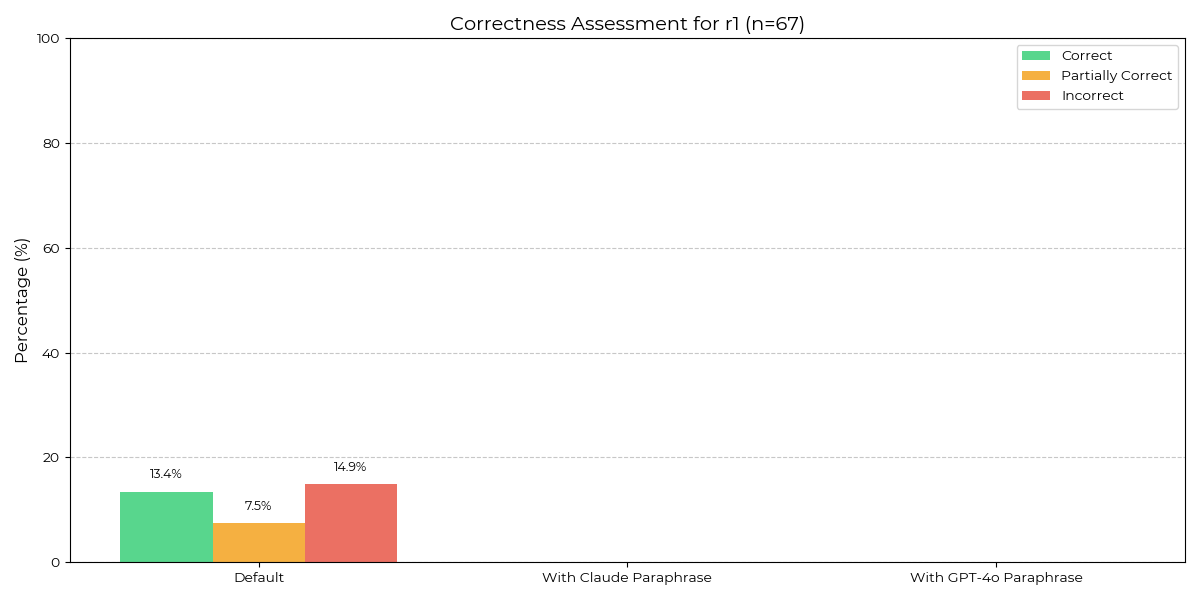 Correctness Assessment for r1 (n=67)
Correct
Partially Correct
Incorrect
Percentage (%)
100
80
60
40
20
0
13.4%
7.5%
14.9%
Default
With Claude Paraphrase
With GPT-4o Paraphrase